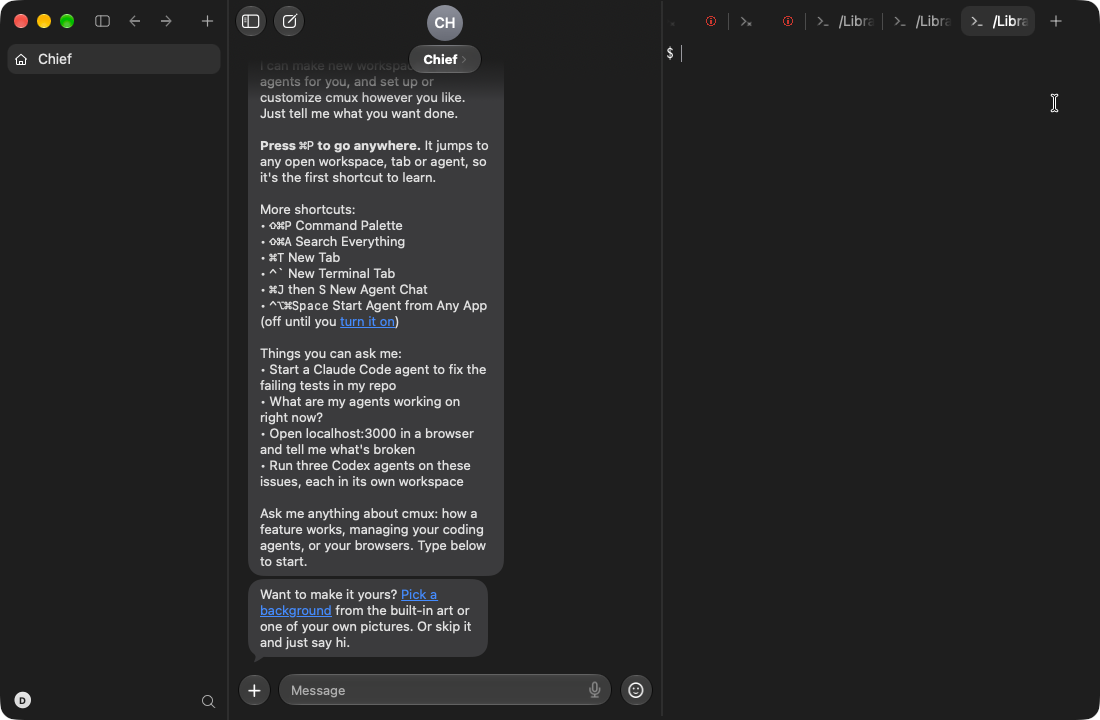 Chief
D
CH
Chief
I can make new workspac
agents for you, and set up or
customize cmux however you like.
Just tell me what you want done.
Press ⌘P to go anywhere. It jumps to
any open workspace, tab or agent, so
it's the first shortcut to learn.
More shortcuts:
• ⇧⌘P Command Palette
• ⇧⌘A Search Everything
• ⌘T New Tab
• ^` New Terminal Tab
• ⌘J then S New Agent Chat
• ^⌥⌘Space Start Agent from Any App
(off until you turn it on)
Things you can ask me:
• Start a Claude Code agent to fix the
failing tests in my repo
• What are my agents working on
right now?
• Open localhost:3000 in a browser
and tell me what's broken
• Run three Codex agents on these
issues, each in its own workspace
Ask me anything about cmux: how a
feature works, managing your coding
agents, or your browsers. Type below
to start.
Want to make it yours? Pick a
background from the built-in art or
one of your own pictures. Or skip it
and just say hi.
Message
/Libra
/Libra
/Libra
$